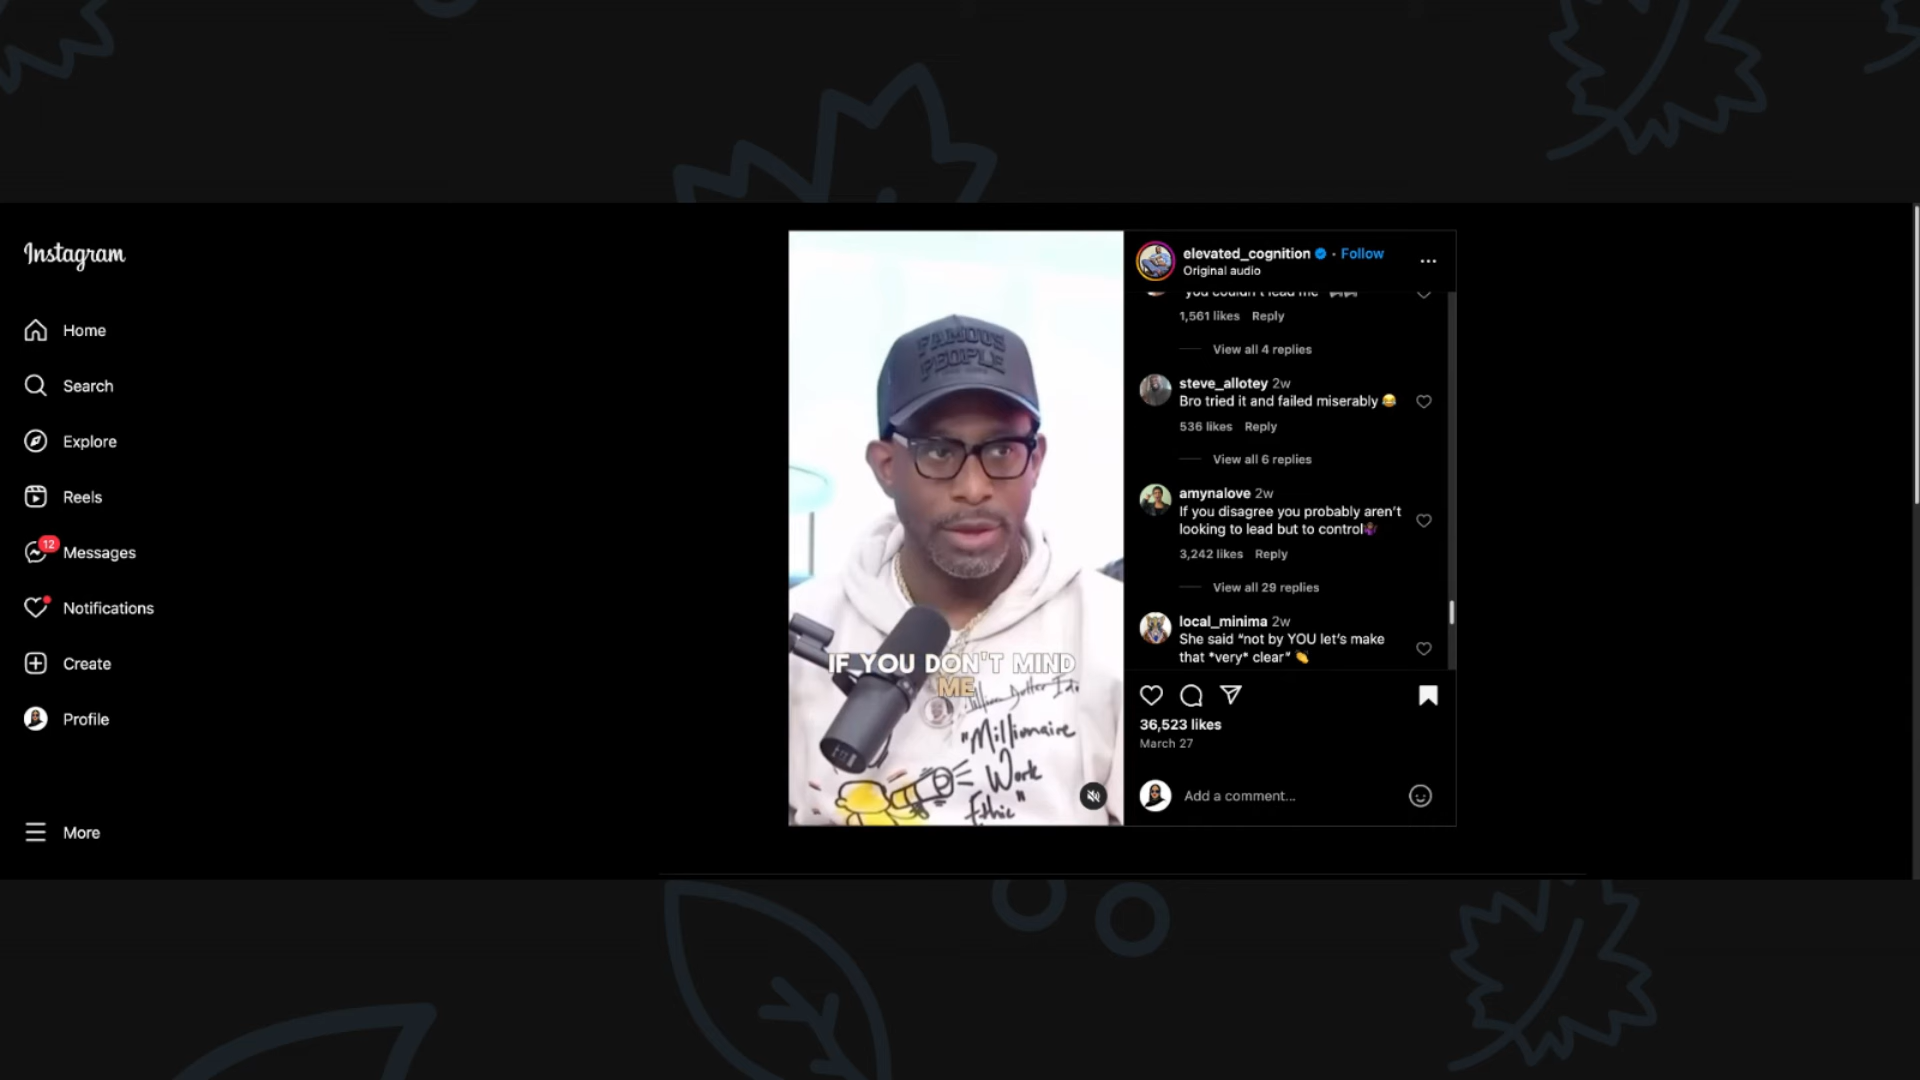 Instagram
Home
Search
Explore
Reels
12
Messages
Notifications
Create
Profile
More
FAMOUS
PEOPLE
IF YOU DON'T MIND
ME
"Millionaire
Work
Ethic"
elevated_cognition • Follow
Original audio
"you couldn't lead me"
1,561 likes Reply
View all 4 replies
steve_allotey 2w
Bro tried it and failed miserably 😂
536 likes Reply
View all 6 replies
amynalove 2w
If you disagree you probably aren't
looking to lead but to control
3,242 likes Reply
View all 29 replies
local_minima 2w
She said "not by YOU let's make
that *very* clear" 👏
36,523 likes
March 27
Add a comment...